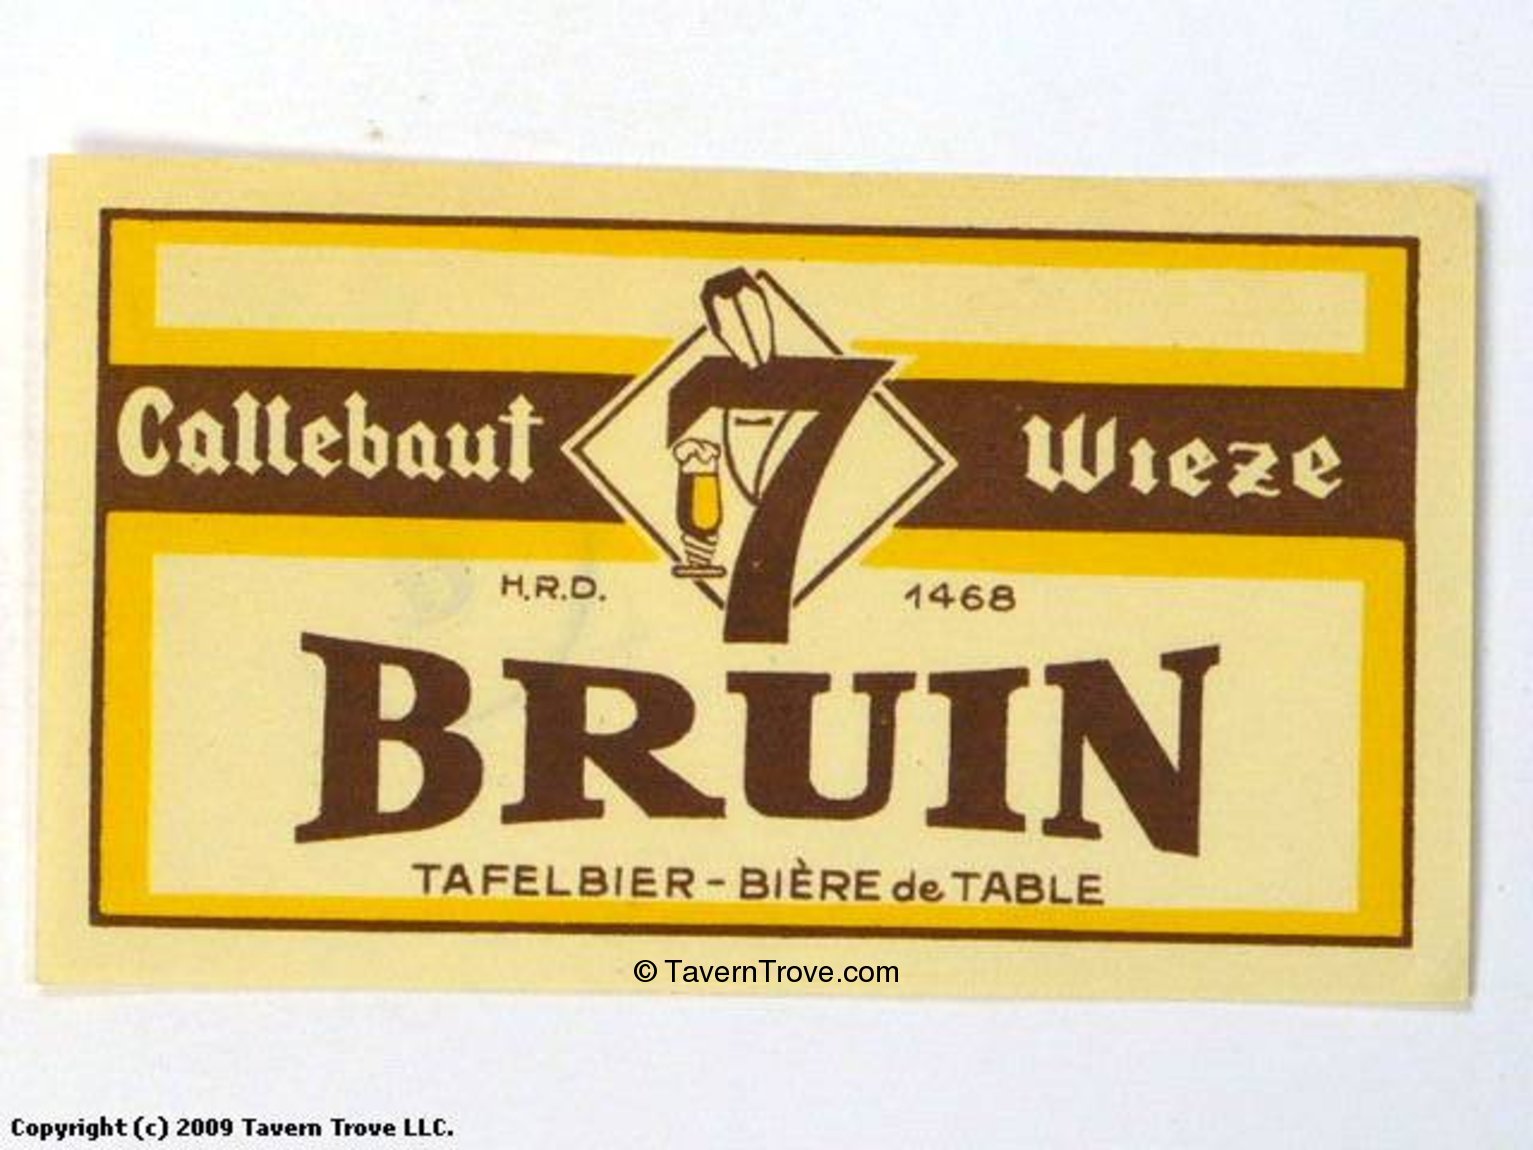 Callebaut 7 Wieze
H.R.D. 1468
BRUIN
TAFELBIER - BIÈRE de TABLE
© TavernTrove.com
Copyright (c) 2009 Tavern Trove LLC.